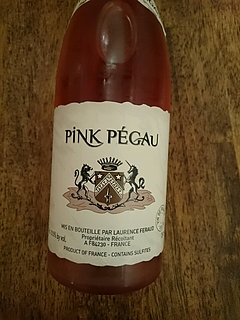 PINK PÉGAU
MIS EN BOUTEILLE PAR LAURENCE FERAUD
Propriétaire Récoltant
A F84230 - FRANCE
PRODUCT OF FRANCE - CONTAINS SULFITES